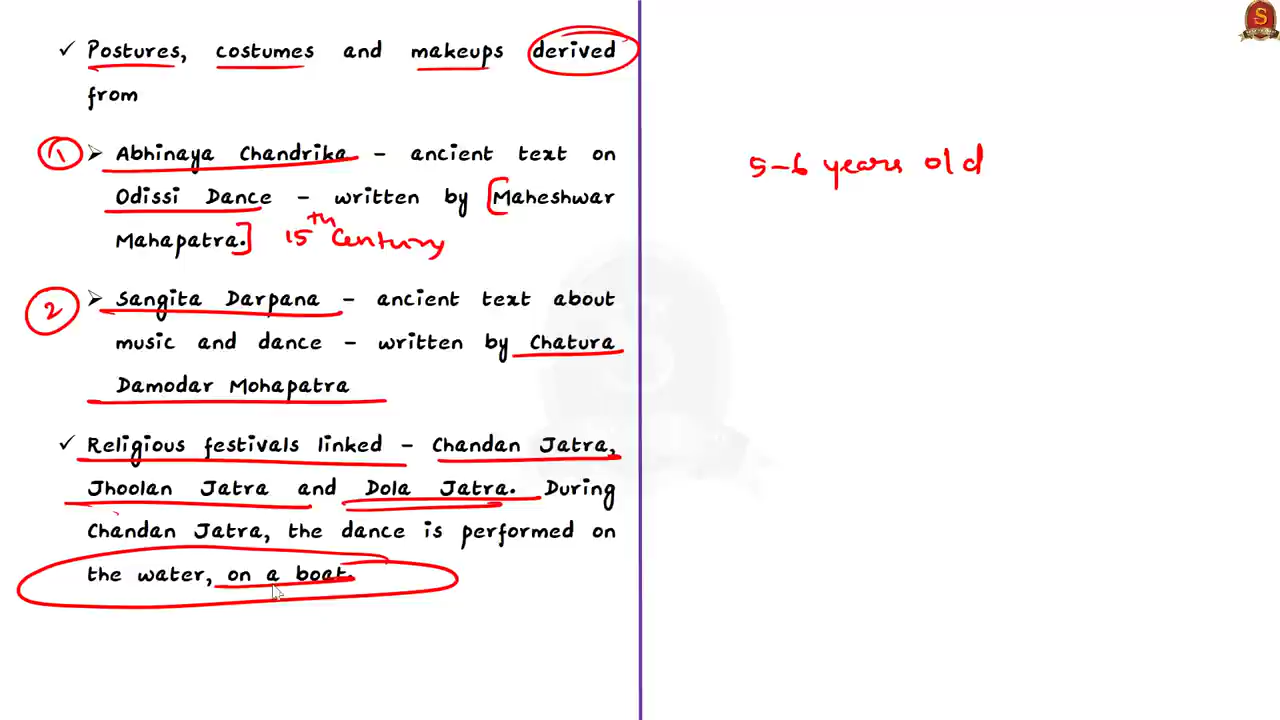 ✓ Postures, costumes and makeups derived
from
1 ➢ Abhinaya Chandrika – ancient text on
Odissi Dance – written by [Maheshwar
Mahapatra.] 15th Century
2 ➢ Sangita Darpana – ancient text about
music and dance – written by Chatura
Damodar Mohapatra
✓ Religious festivals linked – Chandan Jatra,
Jhoolan Jatra and Dola Jatra. During
Chandan Jatra, the dance is performed on
the water, on a boat.
5-6 years old
S